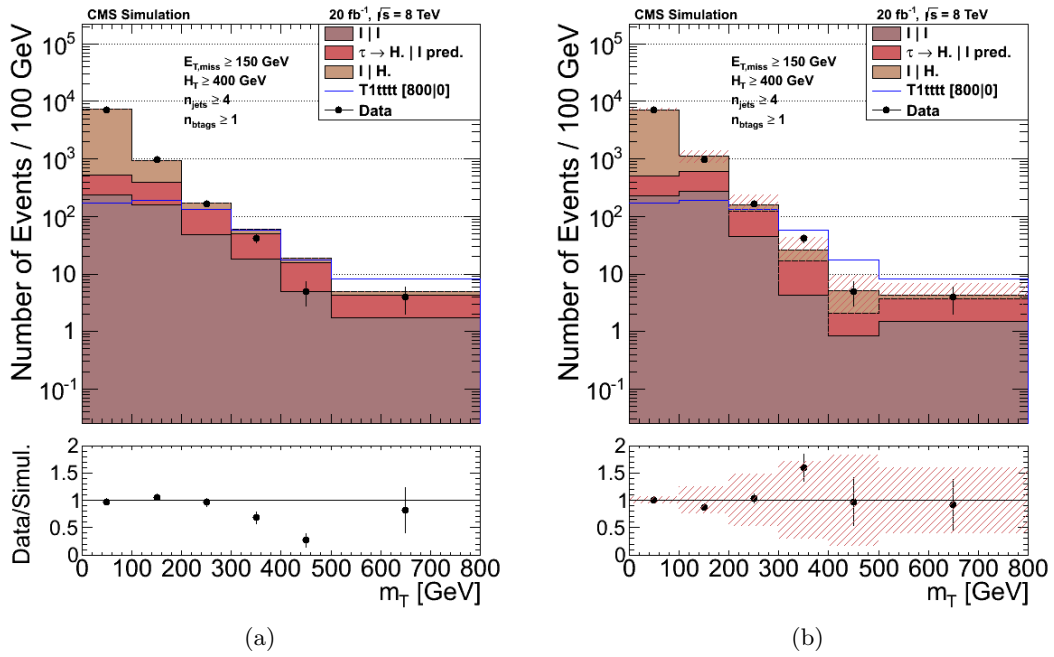 CMS Simulation 20 fb⁻¹, √s = 8 TeV
Number of Events / 100 GeV
10⁵
10⁴
10³
10²
10
1
10⁻¹
E_T,miss ≥ 150 GeV
H_T ≥ 400 GeV
n_jets ≥ 4
n_btags ≥ 1
l | l
τ → H. | l pred.
l | H.
T1tttt [800|0]
Data
Data/Simul.
2
1.5
1
0.5
0
0 100 200 300 400 500 600 700 800
m_T [GeV]
(a)
CMS Simulation 20 fb⁻¹, √s = 8 TeV
Number of Events / 100 GeV
10⁵
10⁴
10³
10²
10
1
10⁻¹
E_T,miss ≥ 150 GeV
H_T ≥ 400 GeV
n_jets ≥ 4
n_btags ≥ 1
l | l
τ → H. | l pred.
l | H.
T1tttt [800|0]
Data
2
1.5
1
0.5
0
0 100 200 300 400 500 600 700 800
m_T [GeV]
(b)